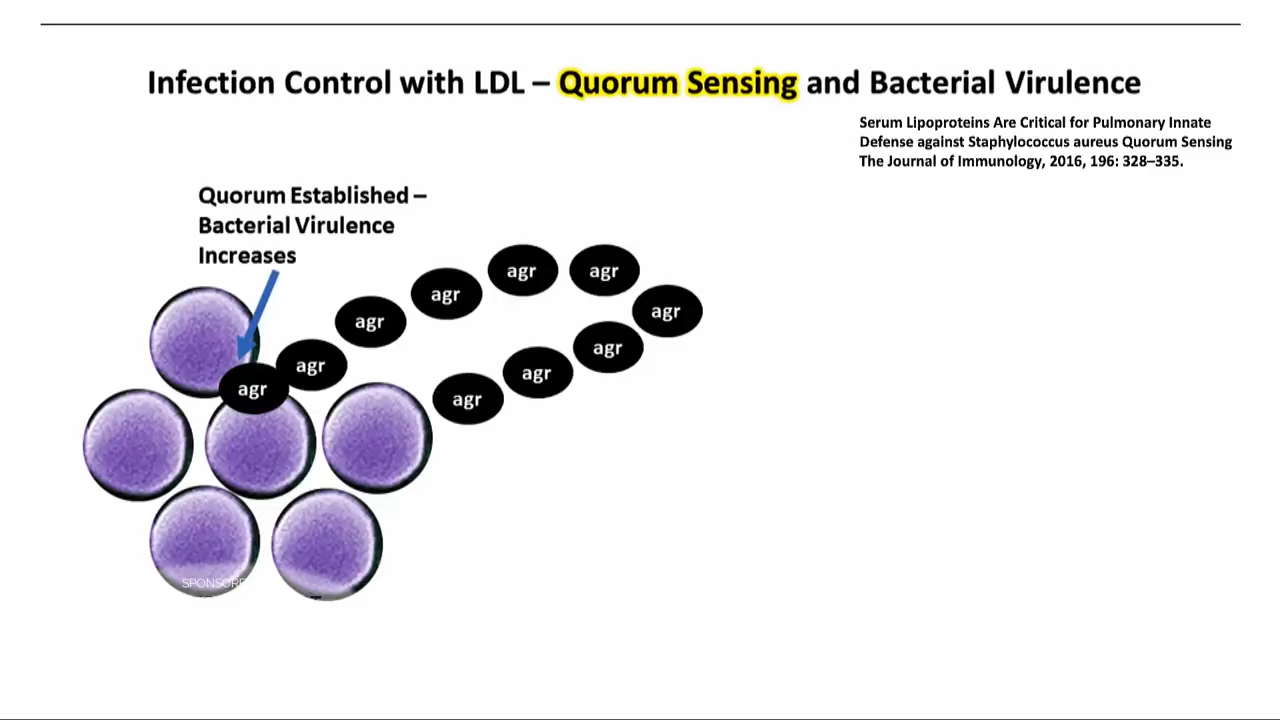 Infection Control with LDL – Quorum Sensing and Bacterial Virulence
Serum Lipoproteins Are Critical for Pulmonary Innate
Defense against Staphylococcus aureus Quorum Sensing
The Journal of Immunology, 2016, 196: 328–335.
Quorum Established –
Bacterial Virulence
Increases
agr
agr
agr
agr
agr
agr
agr
agr
agr
agr